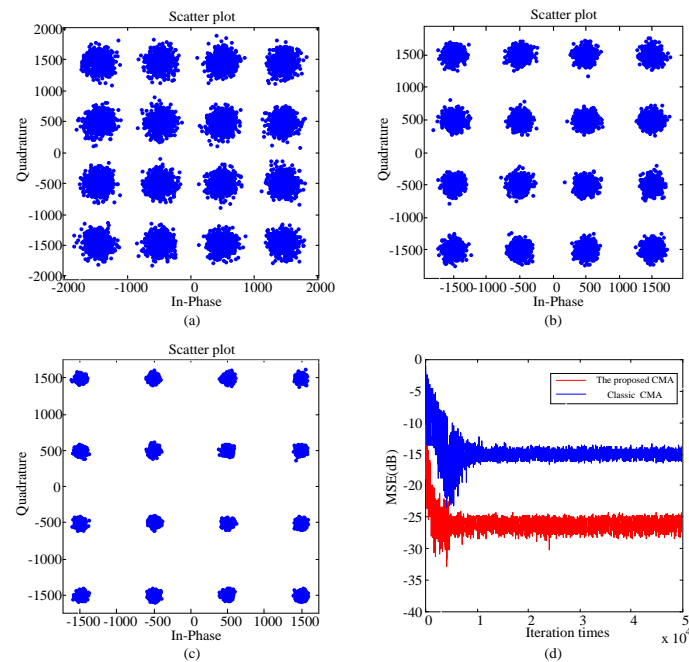 Scatter plot
2000
1500
1000
500
0
-500
-1000
-1500
-2000
Quadrature
-2000 -1000 0 1000 2000
In-Phase
(a)
Scatter plot
1500
1000
500
0
-500
-1000
-1500
Quadrature
-1500 -1000 -500 0 500 1000 1500
In-Phase
(b)
Scatter plot
1500
1000
500
0
-500
-1000
-1500
Quadrature
-1500 -1000 -500 0 500 1000 1500
In-Phase
(c)
0
-5
-10
-15
-20
-25
-30
-35
-40
MSE(dB)
The proposed CMA
Classic CMA
0 1 2 3 4 5
Iteration times
x 10^4
(d)